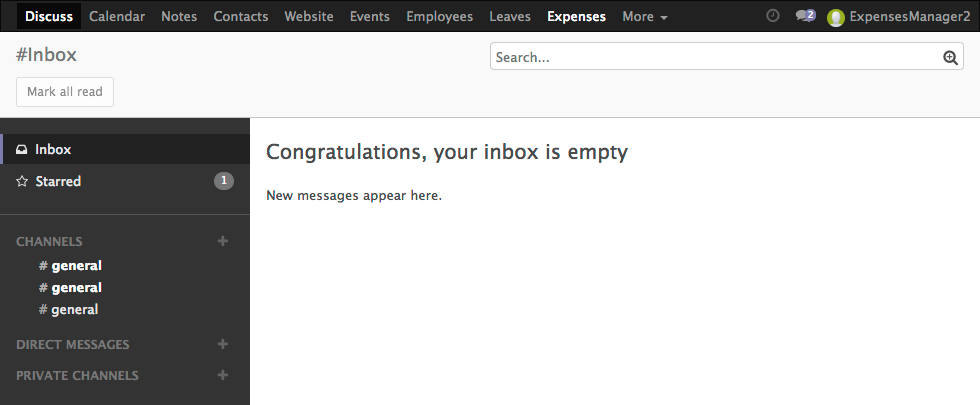 Discuss Calendar Notes Contacts Website Events Employees Leaves Expenses More 2 ExpensesManager2
#Inbox
Search...
Mark all read
Inbox
Starred 1
CHANNELS +
# general
# general
# general
DIRECT MESSAGES +
PRIVATE CHANNELS +
Congratulations, your inbox is empty
New messages appear here.